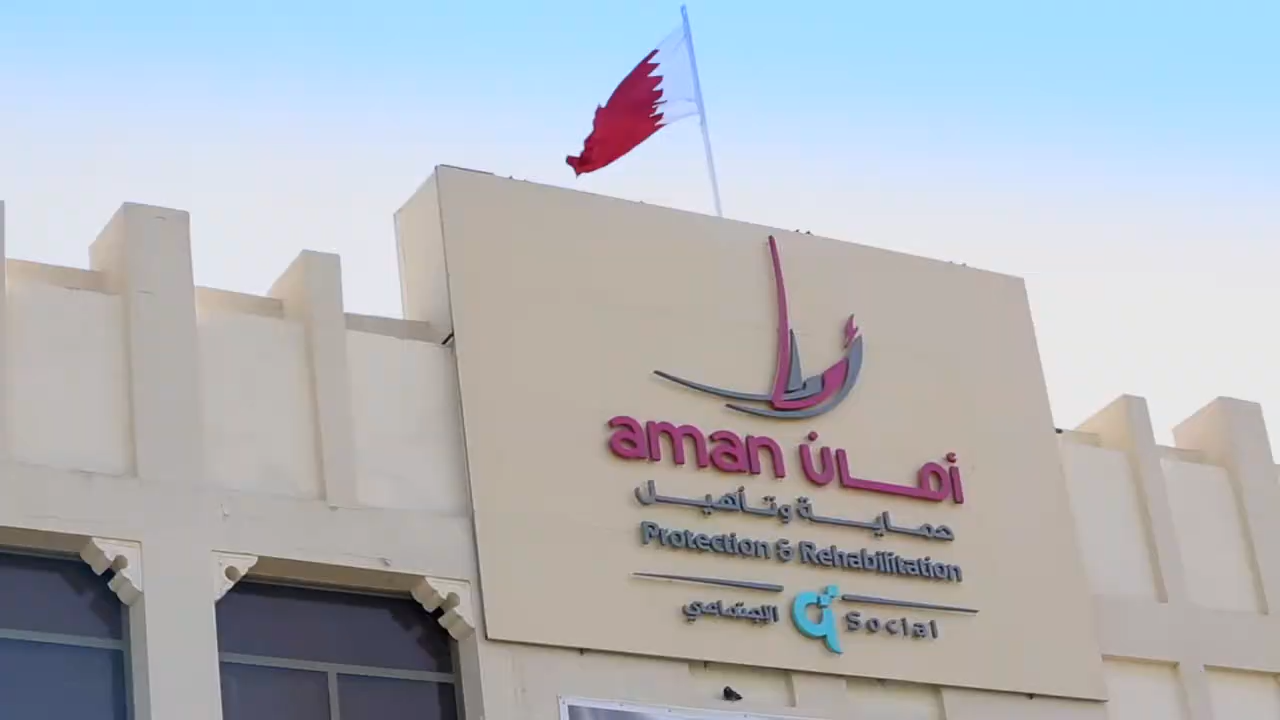 aman أمان
حماية وتأهيل
Protection & Rehabilitation
الاجتماعي Social